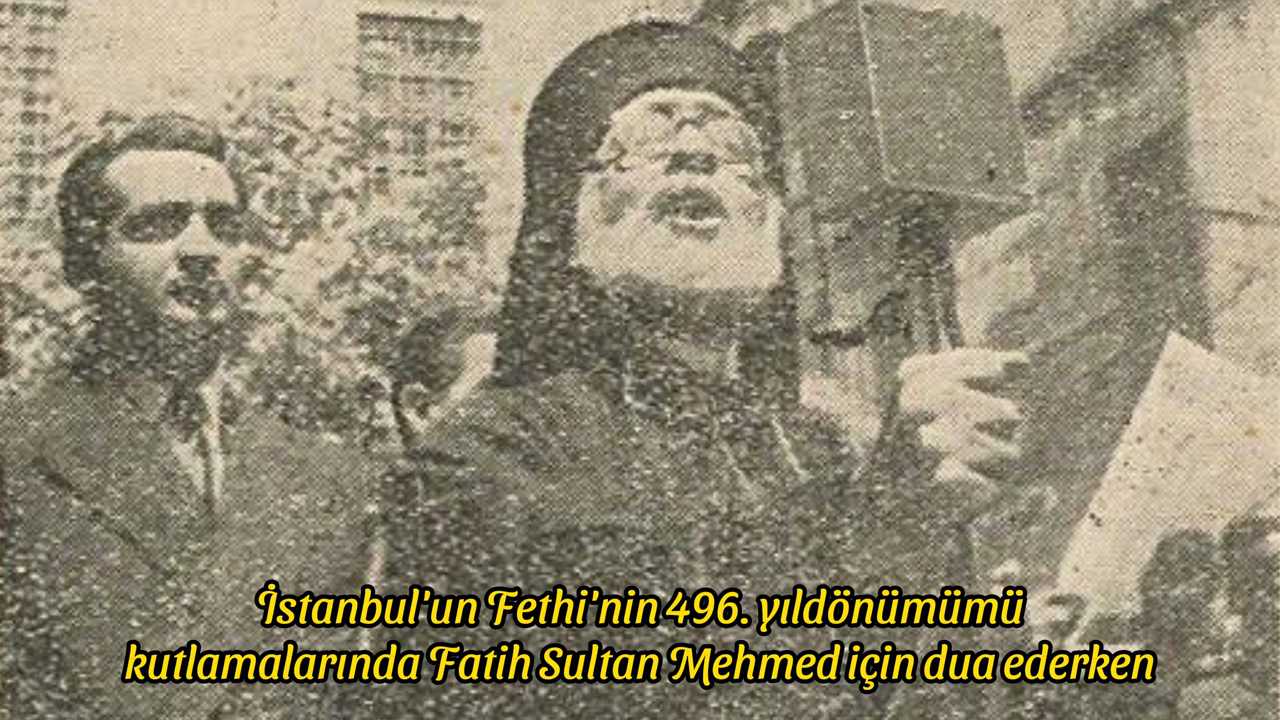 İstanbul'un Fethi'nin 496. yıldönümümü
kutlamalarında Fatih Sultan Mehmed için dua ederken